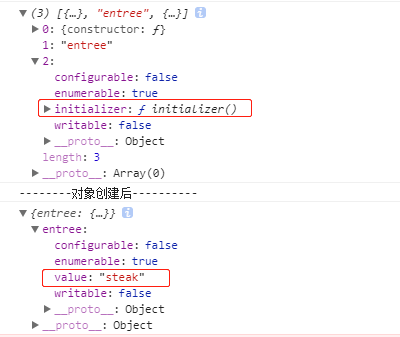 (3) [{…}, "entree", {…}] i
0: {constructor: ƒ}
1: "entree"
2:
configurable: false
enumerable: true
initializer: ƒ initializer()
writable: false
__proto__: Object
length: 3
__proto__: Array(0)
--------对象创建后----------
{entree: {…}} i
entree:
configurable: false
enumerable: true
value: "steak"
writable: false
__proto__: Object
__proto__: Object